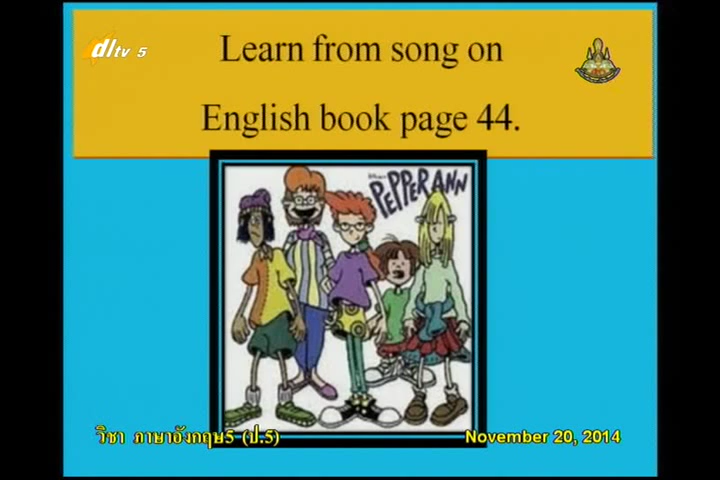 dltv 5
Learn from song on
English book page 44.
PEPPER ANN
วิชา ภาษาอังกฤษ5 (ป.5)
November 20, 2014